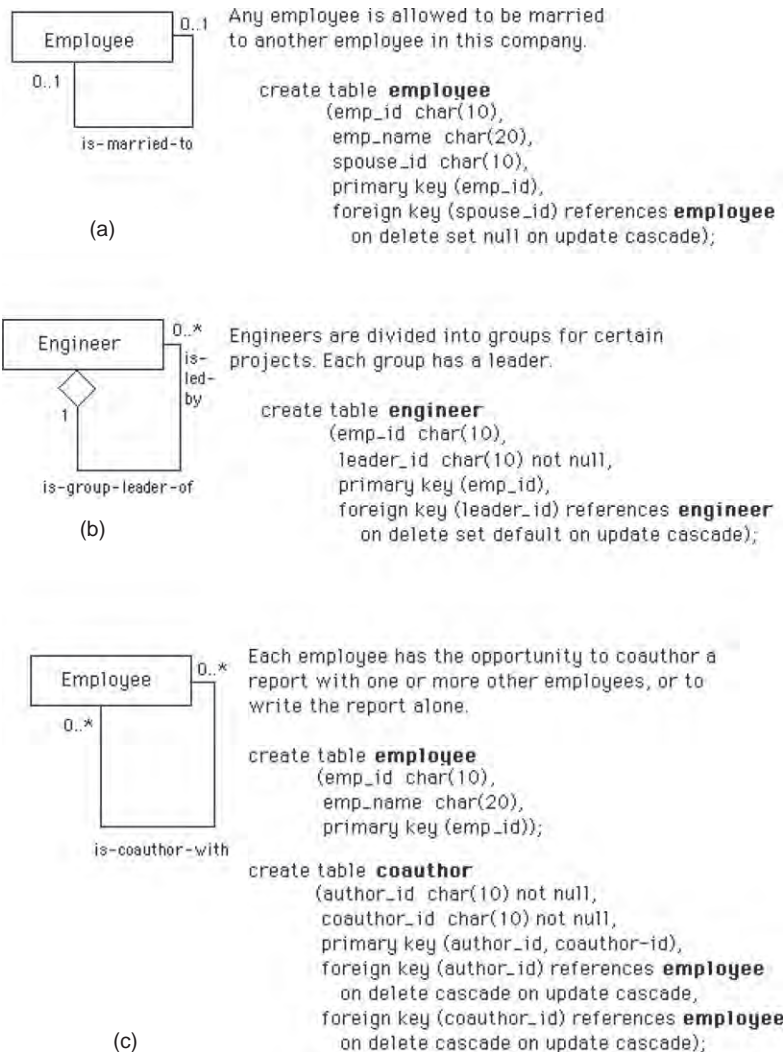 Employee
0..1
0..1
is-married-to
(a)
Any employee is allowed to be married
to another employee in this company.
create table employee
(emp_id char(10),
emp_name char(20),
spouse_id char(10),
primary key (emp_id),
foreign key (spouse_id) references employee
on delete set null on update cascade);
Engineer
0..*
is-
led-
by
1
is-group-leader-of
(b)
Engineers are divided into groups for certain
projects. Each group has a leader.
create table engineer
(emp_id char(10),
leader_id char(10) not null,
primary key (emp_id),
foreign key (leader_id) references engineer
on delete set default on update cascade);
Employee
0..*
0..*
is-coauthor-with
(c)
Each employee has the opportunity to coauthor a
report with one or more other employees, or to
write the report alone.
create table employee
(emp_id char(10),
emp_name char(20),
primary key (emp_id));
create table coauthor
(author_id char(10) not null,
coauthor_id char(10) not null,
primary key (author_id, coauthor-id),
foreign key (author_id) references employee
on delete cascade on update cascade,
foreign key (coauthor_id) references employee
on delete cascade on update cascade);